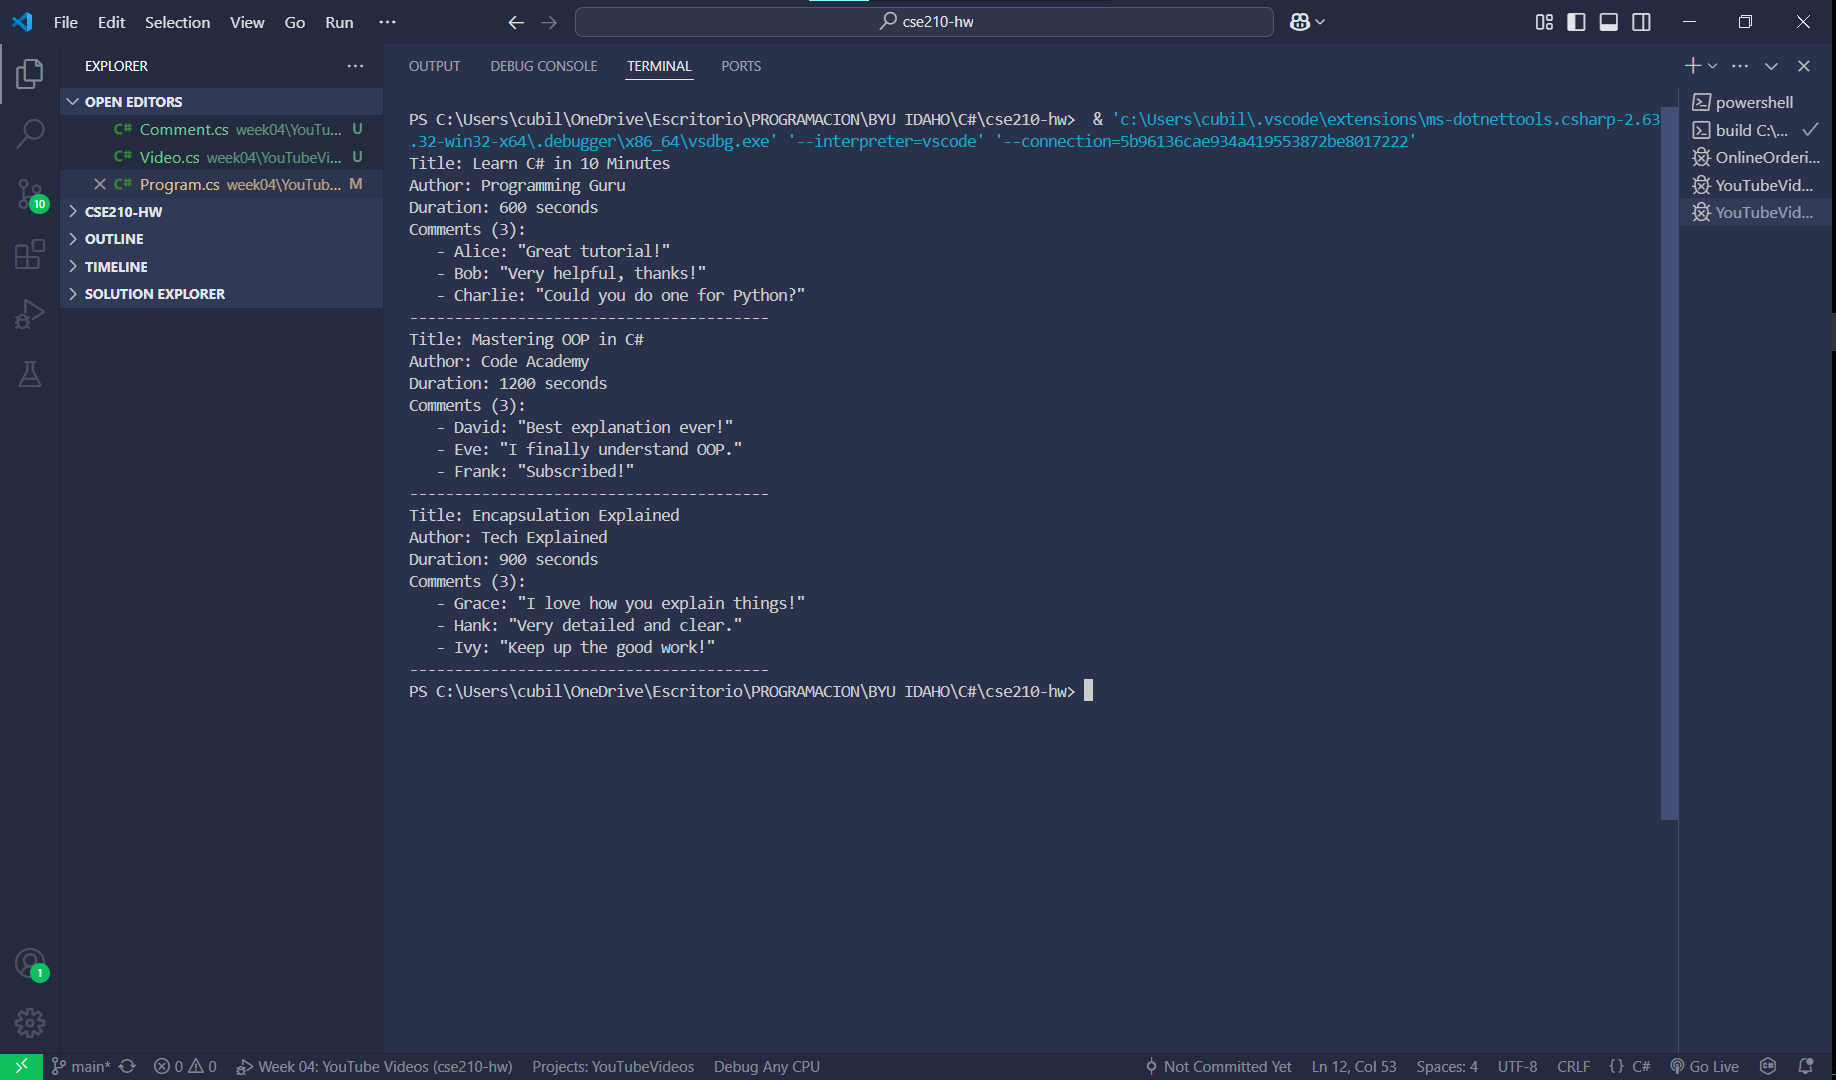 File Edit Selection View Go Run ···
cse210-hw
EXPLORER
OPEN EDITORS
C# Comment.cs week04\YouTu... U
C# Video.cs week04\YouTubeVi... U
C# Program.cs week04\YouTub... M
CSE210-HW
OUTLINE
TIMELINE
SOLUTION EXPLORER
10
1
OUTPUT DEBUG CONSOLE TERMINAL PORTS
PS C:\Users\cubil\OneDrive\Escritorio\PROGRAMACION\BYU IDAHO\C#\cse210-hw> & 'c:\Users\cubil\.vscode\extensions\ms-dotnettools.csharp-2.63
.32-win32-x64\.debugger\x86_64\vsdbg.exe' '--interpreter=vscode' '--connection=5b96136cae934a419553872be8017222'
Title: Learn C# in 10 Minutes
Author: Programming Guru
Duration: 600 seconds
Comments (3):
- Alice: "Great tutorial!"
- Bob: "Very helpful, thanks!"
- Charlie: "Could you do one for Python?"
----------------------------------------
Title: Mastering OOP in C#
Author: Code Academy
Duration: 1200 seconds
Comments (3):
- David: "Best explanation ever!"
- Eve: "I finally understand OOP."
- Frank: "Subscribed!"
----------------------------------------
Title: Encapsulation Explained
Author: Tech Explained
Duration: 900 seconds
Comments (3):
- Grace: "I love how you explain things!"
- Hank: "Very detailed and clear."
- Ivy: "Keep up the good work!"
----------------------------------------
PS C:\Users\cubil\OneDrive\Escritorio\PROGRAMACION\BYU IDAHO\C#\cse210-hw>
powershell
build C:\...
OnlineOrderi...
YouTubeVid...
YouTubeVid...
main* 0 0 Week 04: YouTube Videos (cse210-hw) Projects: YouTubeVideos Debug Any CPU Not Committed Yet Ln 12, Col 53 Spaces: 4 UTF-8 CRLF {} C# Go Live